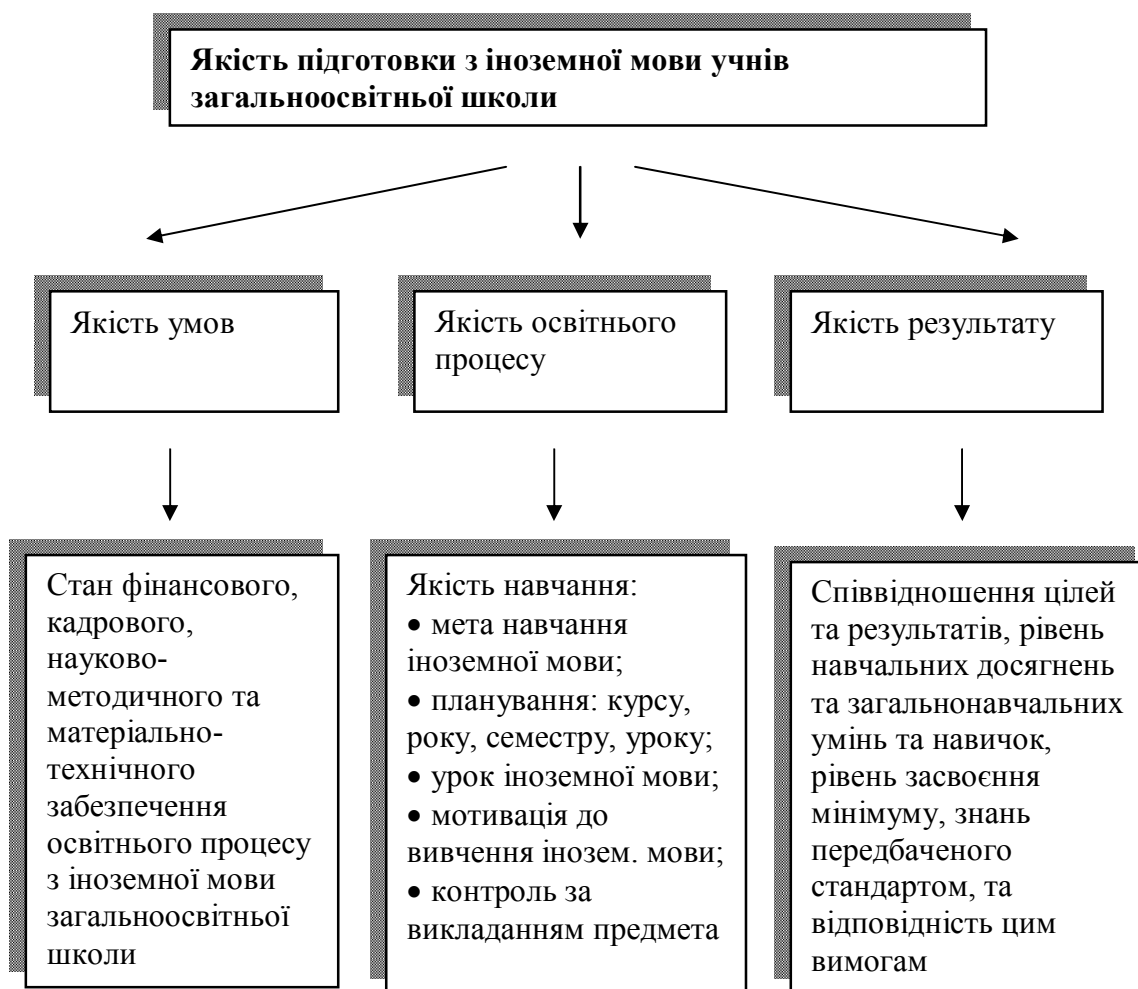 Якість підготовки з іноземної мови учнів
загальноосвітньої школи
Якість умов
Якість освітнього
процесу
Якість результату
Стан фінансового,
кадрового,
науково-
методичного та
матеріально-
технічного
забезпечення
освітнього процесу
з іноземної мови
загальноосвітньої
школи
Якість навчання:
• мета навчання
іноземної мови;
• планування: курсу,
року, семестру, уроку;
• урок іноземної мови;
• мотивація до
вивчення інозем. мови;
• контроль за
викладанням предмета
Співвідношення цілей
та результатів, рівень
навчальних досягнень
та загальнонавчальних
умінь та навичок,
рівень засвоєння
мінімуму, знань
передбаченого
стандартом, та
відповідність цим
вимогам